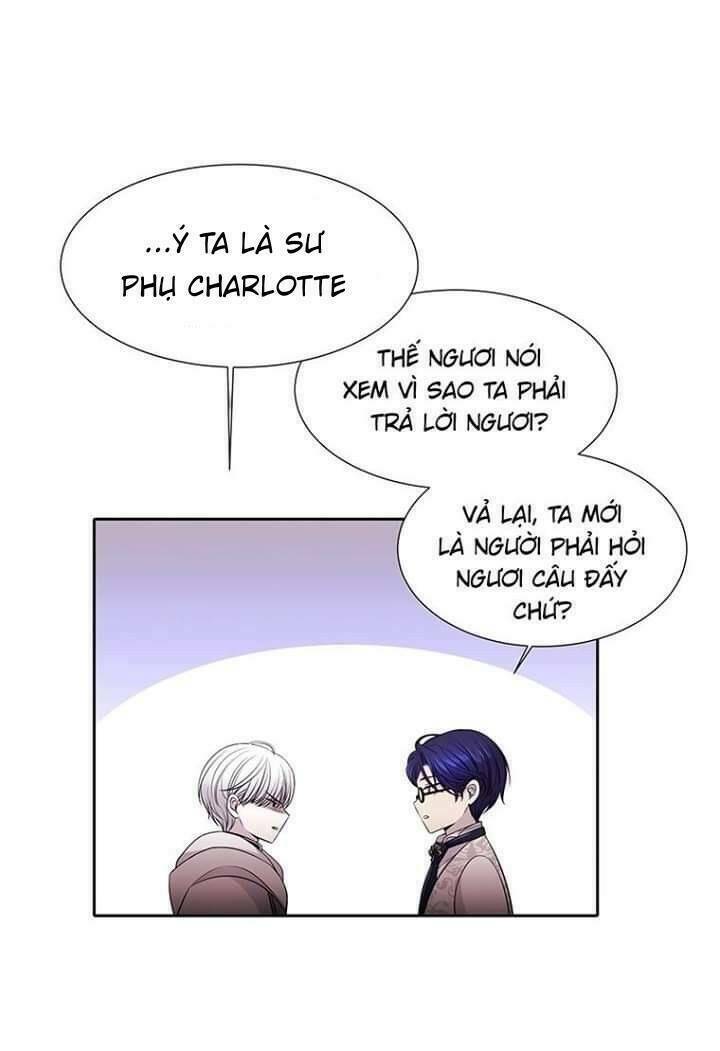 ...Ý TA LÀ SƯ
PHỤ CHARLOTTE
THẾ NGƯƠI NÓI
XEM VÌ SAO TA PHẢI
TRẢ LỜI NGƯƠI?
VẢ LẠI, TA MỚI
LÀ NGƯỜI PHẢI HỎI
NGƯƠI CÂU ĐẤY
CHỨ?